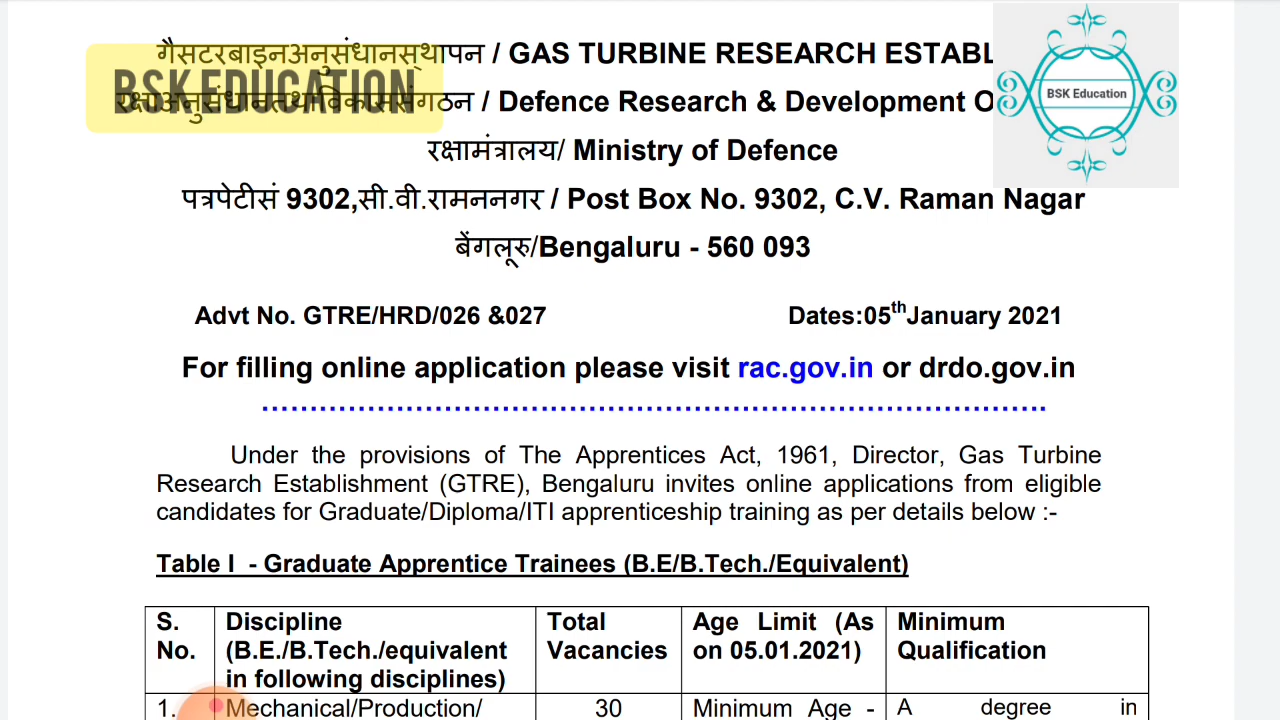 गैसटरबाइनअनुसंधानस्थापन / GAS TURBINE RESEARCH ESTABL
BSK EDUCATION
रक्षाअनुसंधानतथाविकाससंगठन / Defence Research & Development O
BSK Education
रक्षामंत्रालय/ Ministry of Defence
पत्रपेटीसं 9302,सी.वी.रामननगर / Post Box No. 9302, C.V. Raman Nagar
बेंगलूरु/Bengaluru - 560 093
Advt No. GTRE/HRD/026 &027 Dates:05thJanuary 2021
For filling online application please visit rac.gov.in or drdo.gov.in
Under the provisions of The Apprentices Act, 1961, Director, Gas Turbine
Research Establishment (GTRE), Bengaluru invites online applications from eligible
candidates for Graduate/Diploma/ITI apprenticeship training as per details below :-
Table I - Graduate Apprentice Trainees (B.E/B.Tech./Equivalent)
S. Discipline Total Age Limit (As Minimum
No. (B.E./B.Tech./equivalent Vacancies on 05.01.2021) Qualification
in following disciplines)
1. Mechanical/Production/ 30 Minimum Age - A degree in